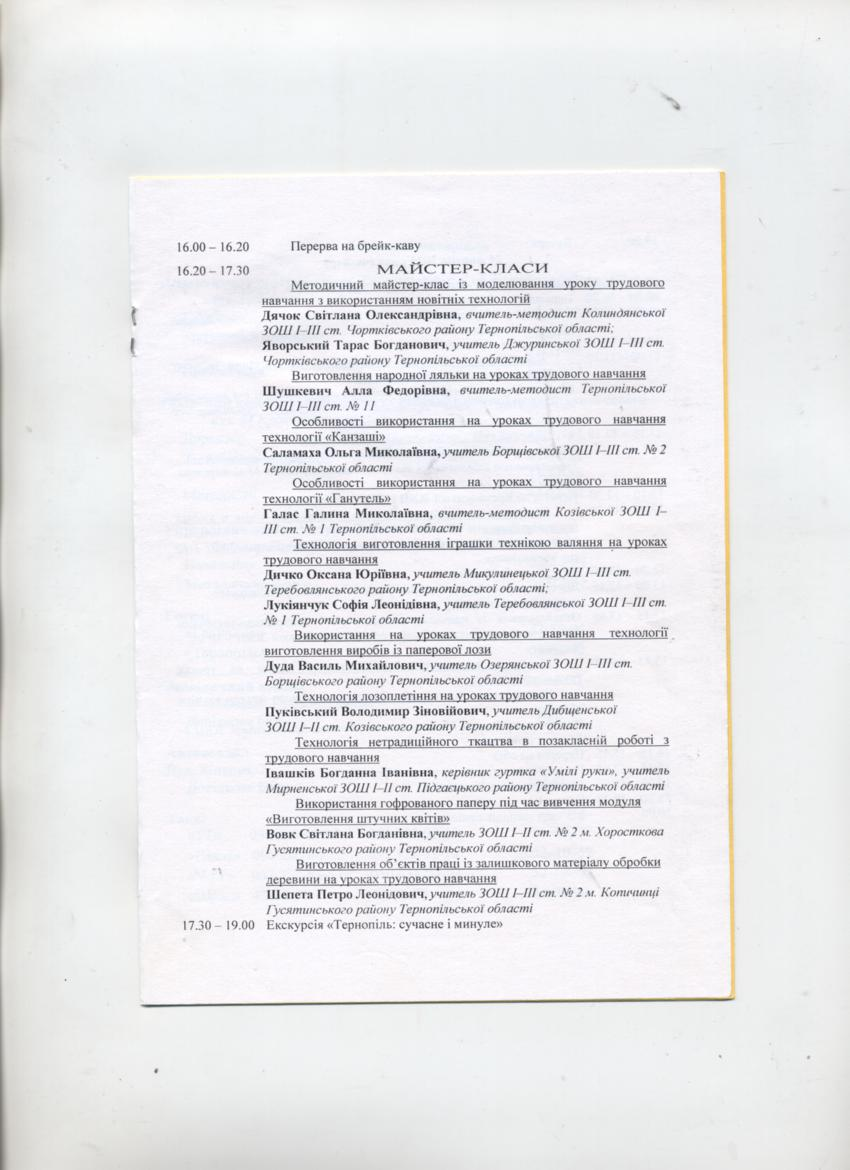 16.00 – 16.20 Перерва на брейк-каву
16.20 – 17.30 МАЙСТЕР-КЛАСИ
Методичний майстер-клас із моделювання уроку трудового
навчання з використанням новітніх технологій
Дячок Світлана Олександрівна, вчитель-методист Колиндянської
ЗОШ І–ІІІ ст. Чортківського району Тернопільської області;
Яворський Тарас Богданович, учитель Джуринської ЗОШ І–ІІІ ст.
Чортківського району Тернопільської області
Виготовлення народної ляльки на уроках трудового навчання
Шушкевич Алла Федорівна, вчитель-методист Тернопільської
ЗОШ І–ІІІ ст. № 11
Особливості використання на уроках трудового навчання
технології «Канзаші»
Саламаха Ольга Миколаївна, учитель Борщівської ЗОШ І–ІІІ ст. № 2
Тернопільської області
Особливості використання на уроках трудового навчання
технології «Ганутель»
Галас Галина Миколаївна, вчитель-методист Козівської ЗОШ І–
ІІІ ст. № 1 Тернопільської області
Технологія виготовлення іграшки технікою валяння на уроках
трудового навчання
Дичко Оксана Юріївна, учитель Микулинецької ЗОШ І–ІІІ ст.
Теребовлянського району Тернопільської області;
Лукіянчук Софія Леонідівна, учитель Теребовлянської ЗОШ І–ІІІ ст.
№ 1 Тернопільської області
Використання на уроках трудового навчання технології
виготовлення виробів із паперової лози
Дуда Василь Михайлович, учитель Озерянської ЗОШ І–ІІІ ст.
Борщівського району Тернопільської області
Технологія лозоплетіння на уроках трудового навчання
Пуківський Володимир Зіновійович, учитель Дибщенської
ЗОШ І–ІІ ст. Козівського району Тернопільської області
Технологія нетрадиційного ткацтва в позакласній роботі з
трудового навчання
Івашків Богданна Іванівна, керівник гуртка «Умілі руки», учитель
Мирненської ЗОШ І–ІІ ст. Підгаєцького району Тернопільської області
Використання гофрованого паперу під час вивчення модуля
«Виготовлення штучних квітів»
Вовк Світлана Богданівна, учитель ЗОШ І–ІІ ст. № 2 м. Хоросткова
Гусятинського району Тернопільської області
Виготовлення об’єктів праці із залишкового матеріалу обробки
деревини на уроках трудового навчання
Шепета Петро Леонідович, учитель ЗОШ І–ІІІ ст. № 2 м. Копичинці
Гусятинського району Тернопільської області
17.30 – 19.00 Екскурсія «Тернопіль: сучасне і минуле»